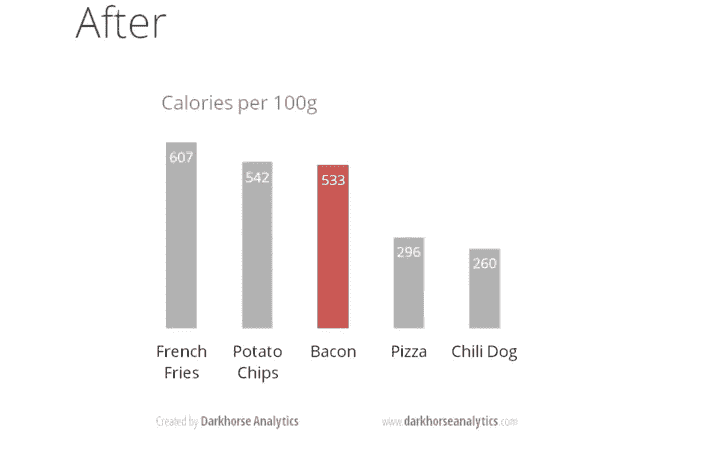 After
Calories per 100g
607
542
533
296
260
French
Fries
Potato
Chips
Bacon
Pizza
Chili Dog
Created by Darkhorse Analytics
www.darkhorseanalytics.com